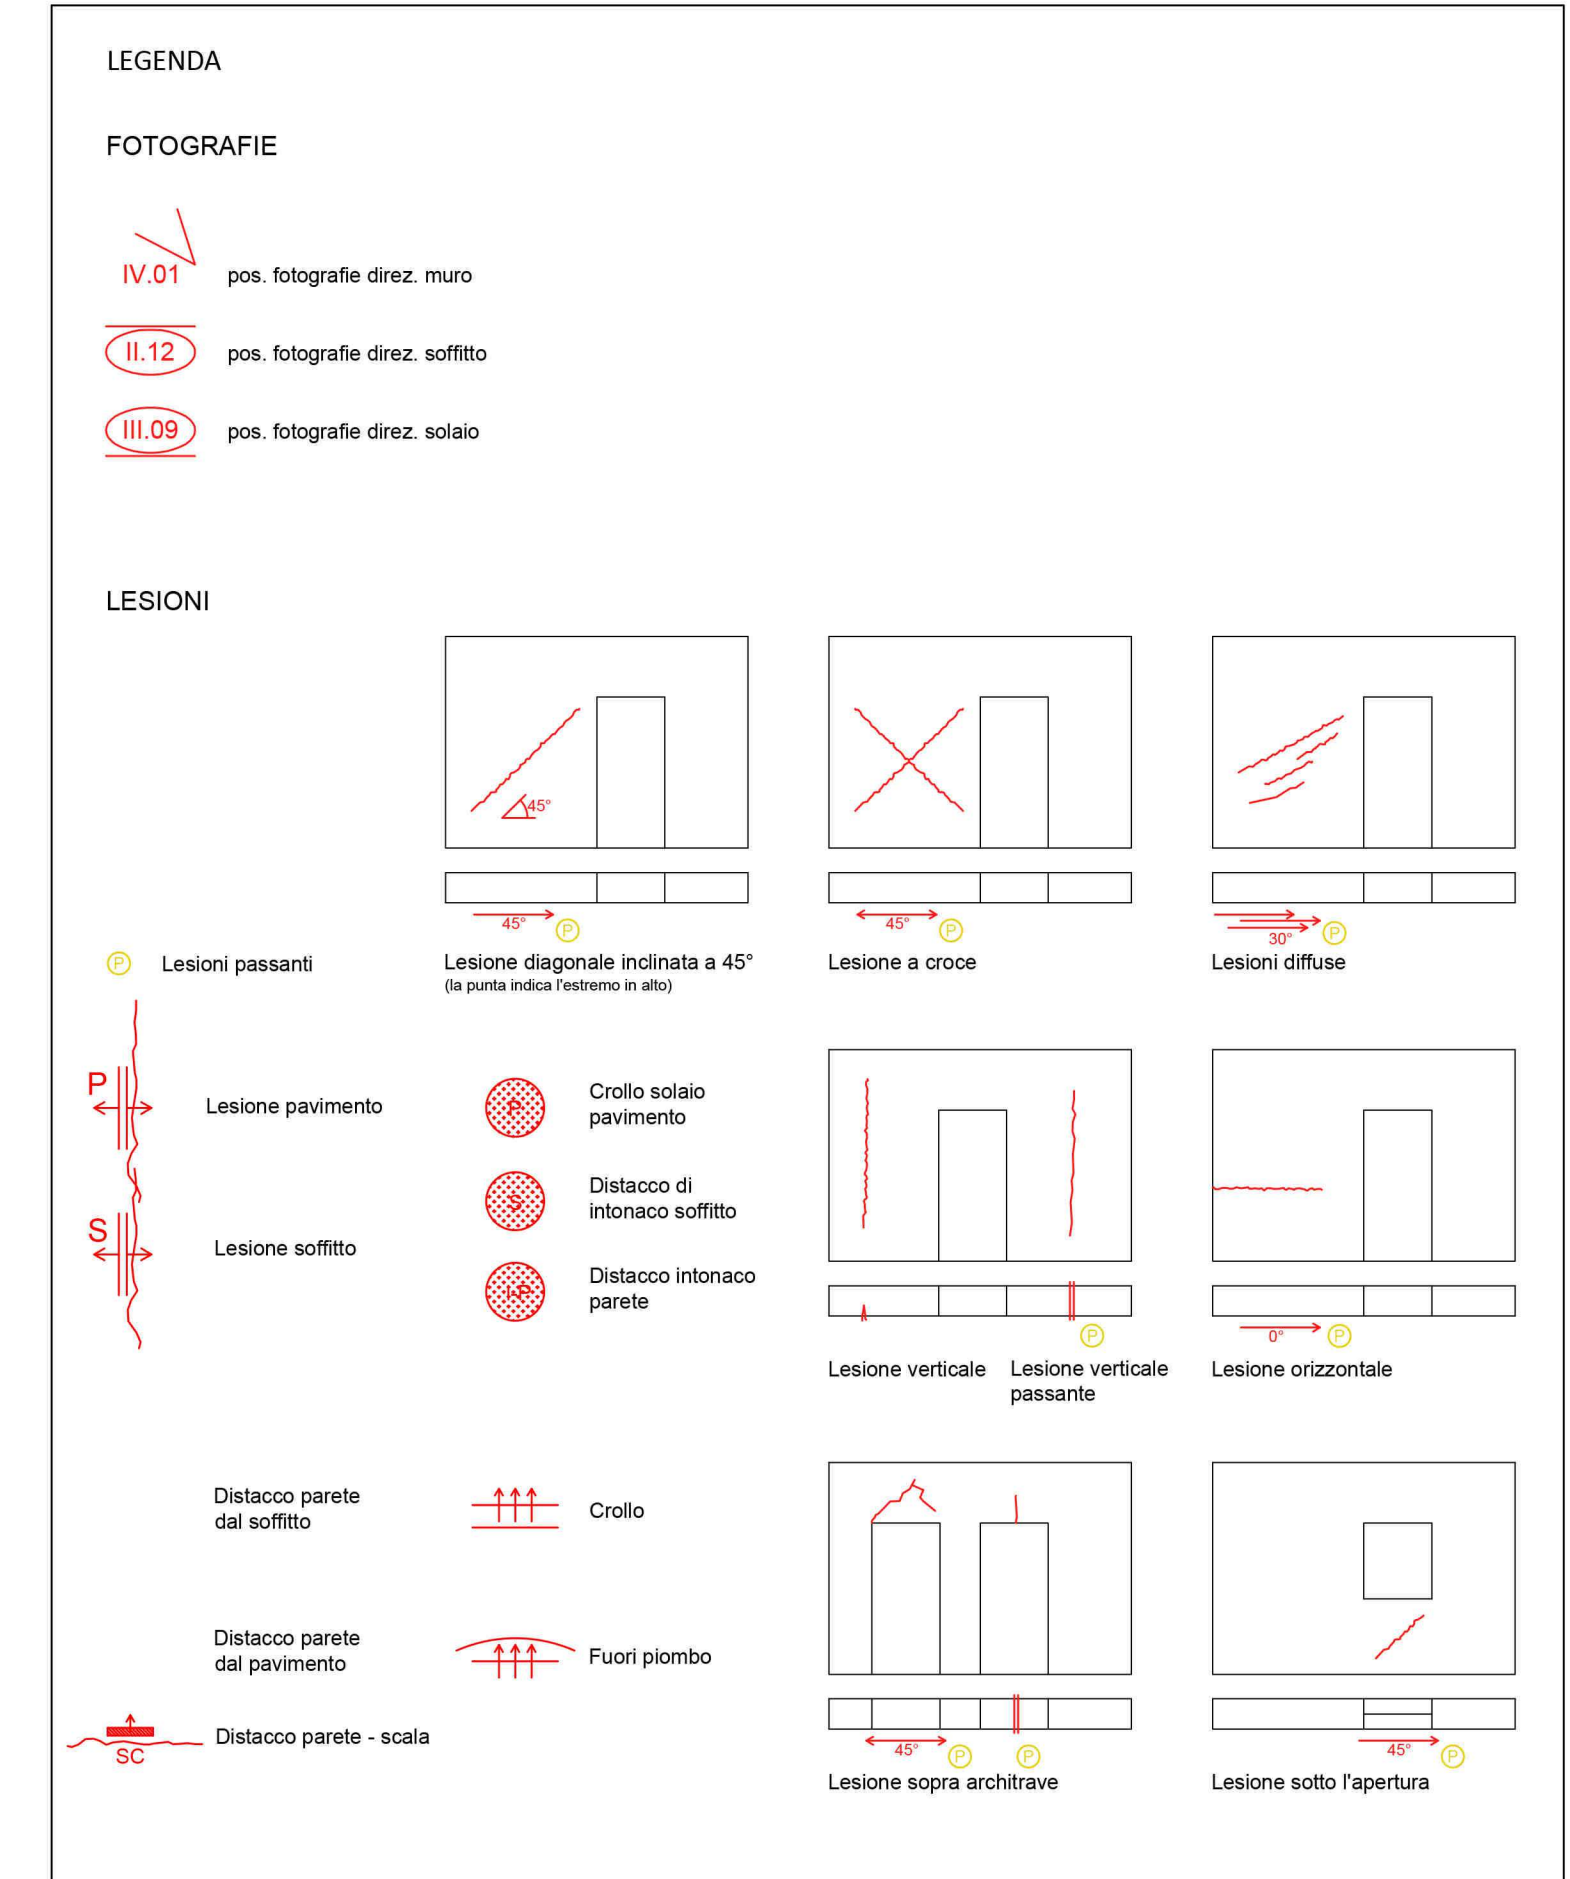 LEGENDA
FOTOGRAFIE
IV.01
pos. fotografie direz. muro
II.12
pos. fotografie direz. soffitto
III.09
pos. fotografie direz. solaio
LESIONI
45°
45°
P
45°
P
30°
P
P
Lesioni passanti
Lesione diagonale inclinata a 45°
(la punta indica l'estremo in alto)
Lesione a croce
Lesioni diffuse
P
Lesione pavimento
P
Crollo solaio
pavimento
S
Lesione soffitto
S
Distacco di
intonaco soffitto
I-P
Distacco intonaco
parete
P
0°
P
Lesione verticale
Lesione verticale
passante
Lesione orizzontale
Distacco parete
dal soffitto
Crollo
Distacco parete
dal pavimento
Fuori piombo
SC
Distacco parete - scala
45°
P
P
45°
P
Lesione sopra architrave
Lesione sotto l'apertura